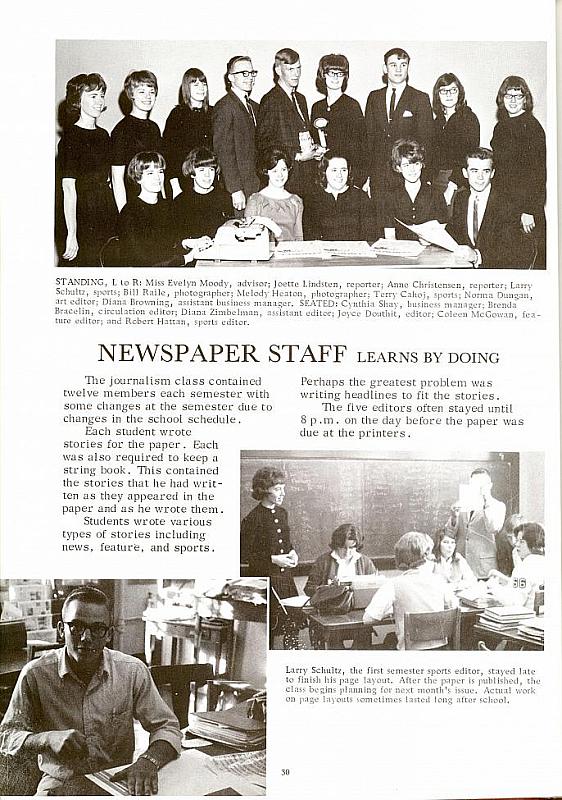 STANDING, L to R: Miss Evelyn Moody, advisor; Joette Lindsten, reporter; Anne Christensen, reporter; Larry
Schultz, sports; Bill Raile, photographer; Melody Heaton, photographer; Terry Cahoj, sports; Norma Dungan,
art editor; Diana Browning, assistant business manager. SEATED: Cynthia Shay, business manager; Brenda
Bracelin, circulation editor; Diana Zimbelman, assistant editor; Joyce Douthit, editor; Coleen McGowan, fea-
ture editor; and Robert Hattan, sports editor.
NEWSPAPER STAFF LEARNS BY DOING
The journalism class contained
twelve members each semester with
some changes at the semester due to
changes in the school schedule.
Each student wrote
stories for the paper. Each
was also required to keep a
string book. This contained
the stories that he had writ-
ten as they appeared in the
paper and as he wrote them.
Students wrote various
types of stories including
news, feature, and sports.
Perhaps the greatest problem was
writing headlines to fit the stories.
The five editors often stayed until
8 p.m. on the day before the paper was
due at the printers.
Larry Schultz, the first semester sports editor, stayed late
to finish his page layout. After the paper is published, the
class begins planning for next month's issue. Actual work
on page layouts sometimes lasted long after school.
30